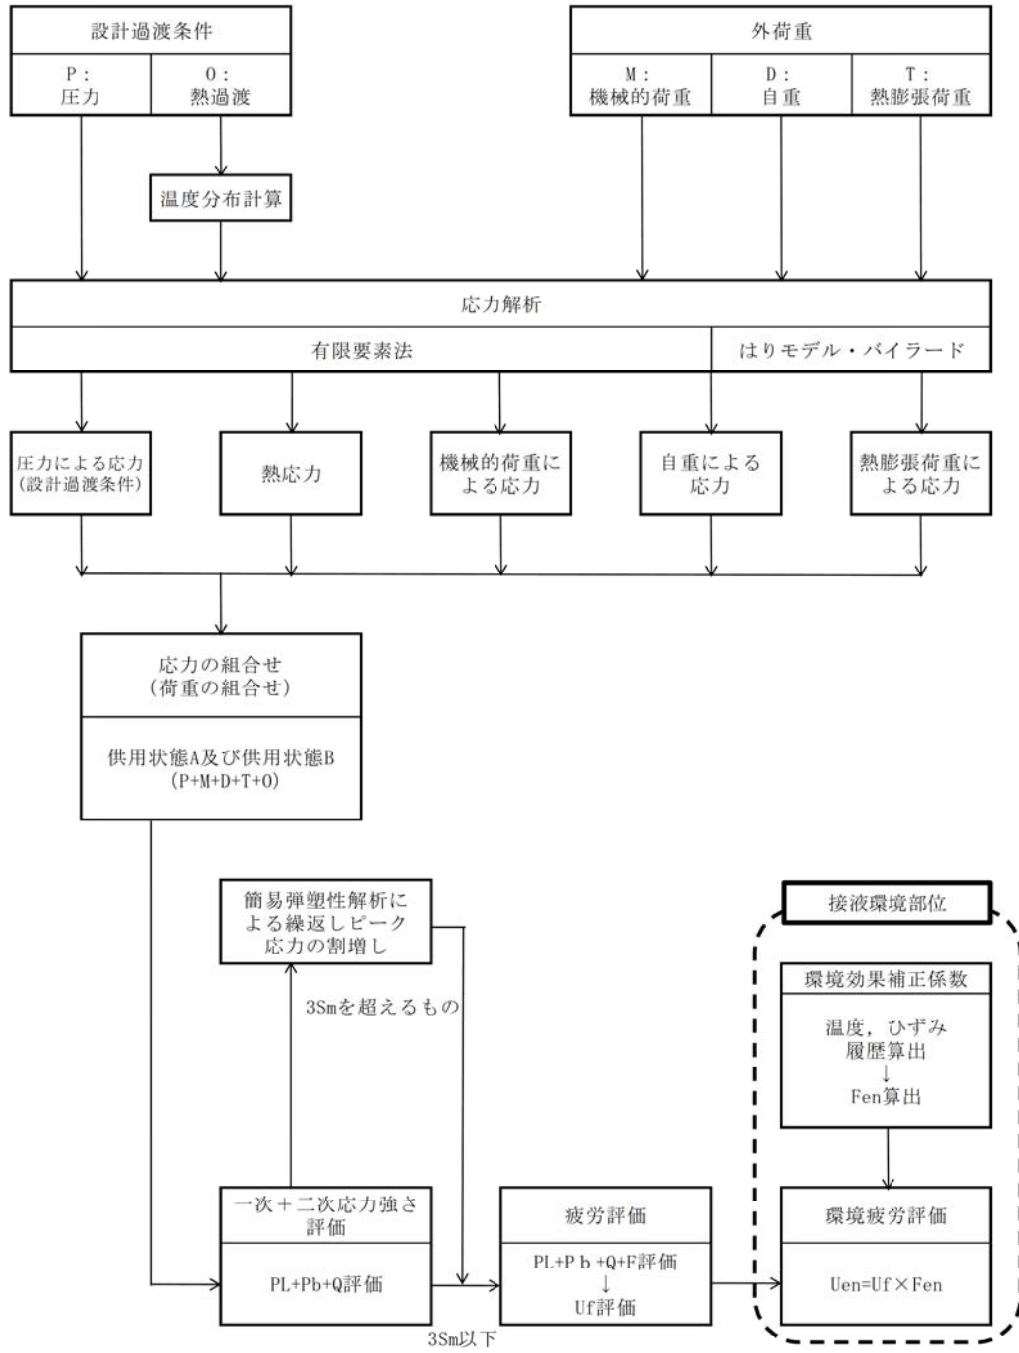 設計過渡条件
P：
圧力
O：
熱過渡
外荷重
M：
機械的荷重
D：
自重
T：
熱膨張荷重
温度分布計算
応力解析
有限要素法
はりモデル・バイラード
圧力による応力
(設計過渡条件)
熱応力
機械的荷重に
よる応力
自重による
応力
熱膨張荷重
による応力
応力の組合せ
(荷重の組合せ)
供用状態A及び供用状態B
(P+M+D+T+O)
簡易弾塑性解析に
よる繰返しピーク
応力の割増し
3Smを超えるもの
接液環境部位
環境効果補正係数
温度，ひずみ
履歴算出
↓
Fen算出
一次＋二次応力強さ
評価
PL+Pb+Q評価
3Sm以下
疲労評価
PL+Pｂ+Q+F評価
↓
Uf評価
環境疲労評価
Uen=Uf×Fen